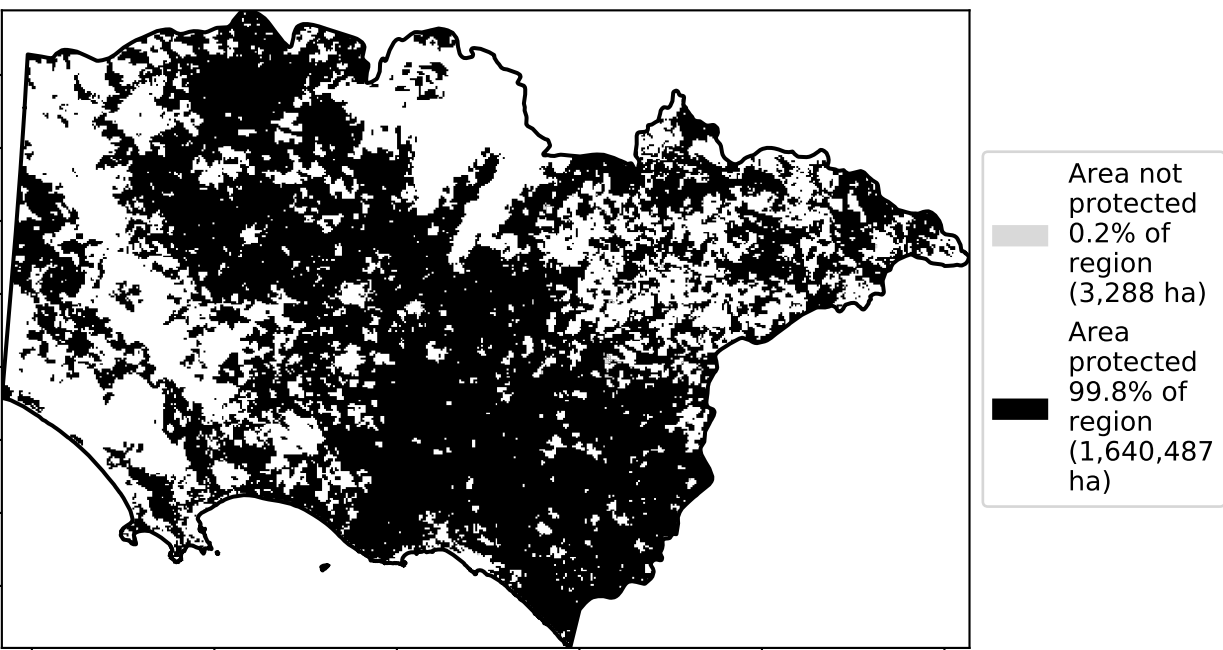 Area not
protected
0.2% of
region
(3,288 ha)
Area
protected
99.8% of
region
(1,640,487
ha)